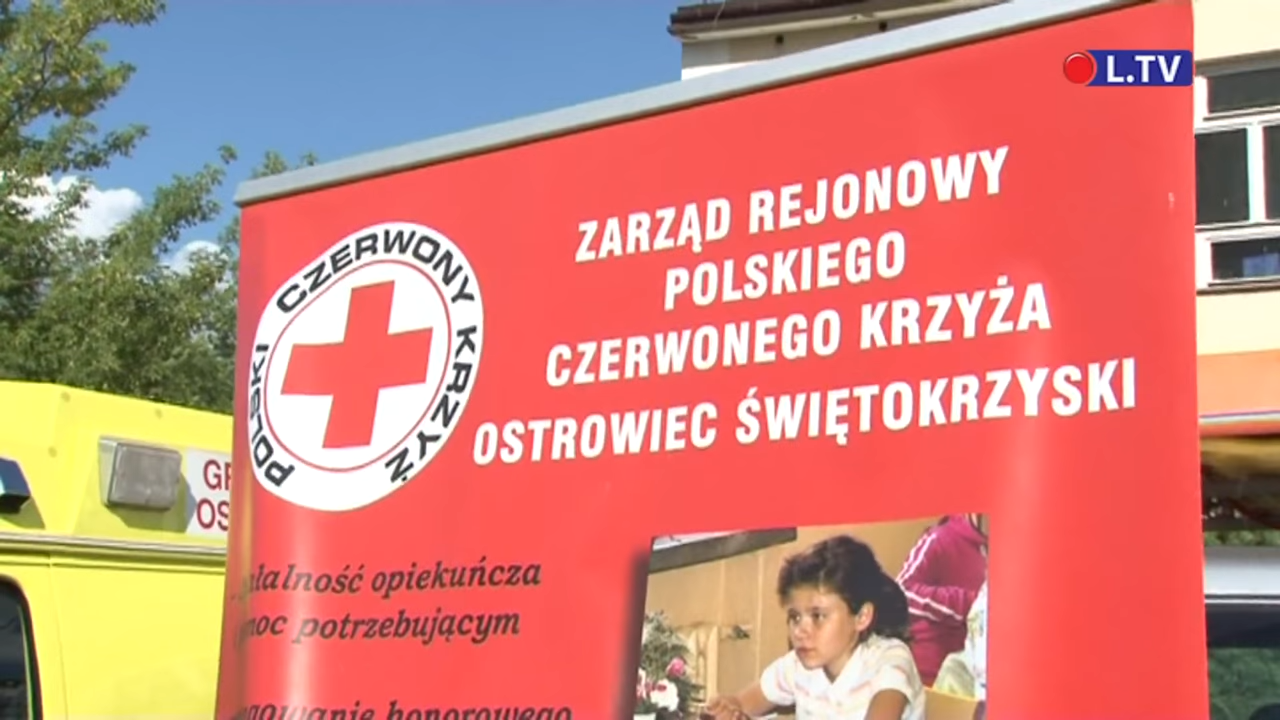 L.TV
ZARZĄD REJONOWY
POLSKIEGO
CZERWONEGO KRZYŻA
OSTROWIEC ŚWIĘTOKRZYSKI
POLSKI CZERWONY KRZYŻ
opiekuńcza
potrzebującym
honorowego